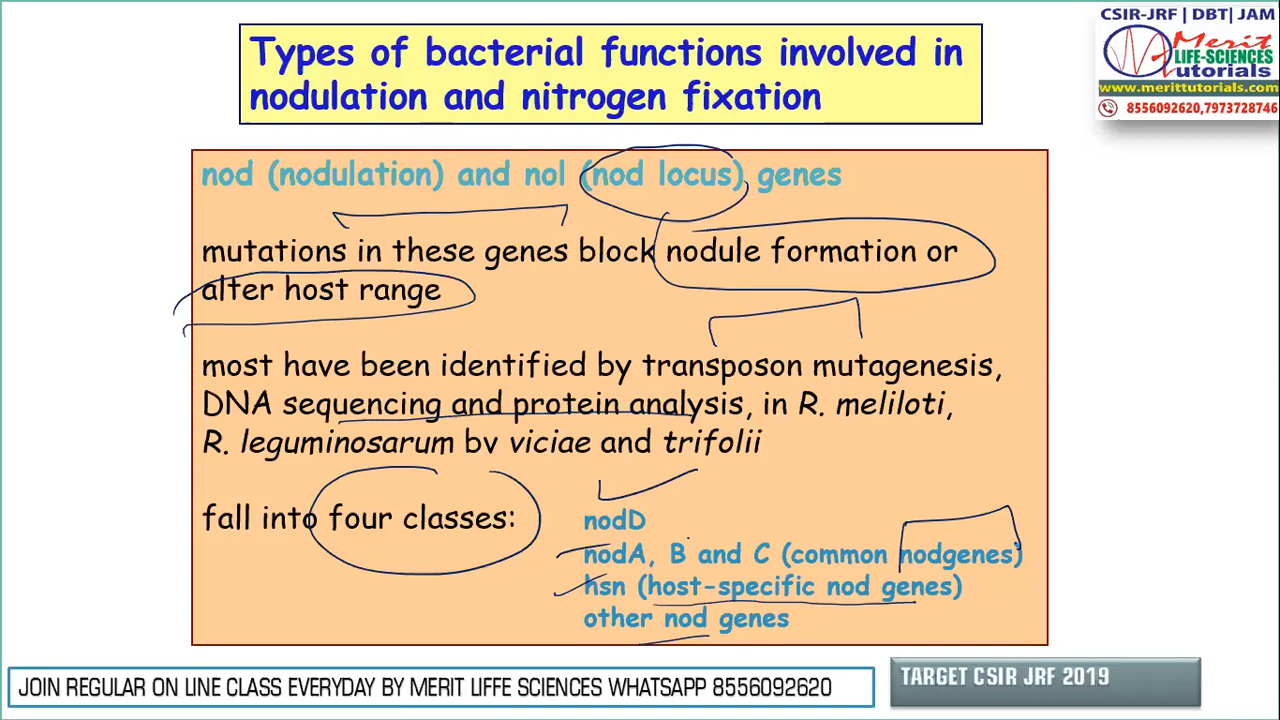 CSIR-JRF | DBT| JAM
Merit
LIFE-SCIENCES
utorials
www.merittutorials.com
8556092620,7973728746
Types of bacterial functions involved in
nodulation and nitrogen fixation
nod (nodulation) and nol (nod locus) genes
mutations in these genes block nodule formation or
alter host range
most have been identified by transposon mutagenesis,
DNA sequencing and protein analysis, in R. meliloti,
R. leguminosarum bv viciae and trifolii
fall into four classes:
nodD
nodA, B and C (common nodgenes)
hsn (host-specific nod genes)
other nod genes
JOIN REGULAR ON LINE CLASS EVERYDAY BY MERIT LIFFE SCIENCES WHATSAPP 8556092620
TARGET CSIR JRF 2019